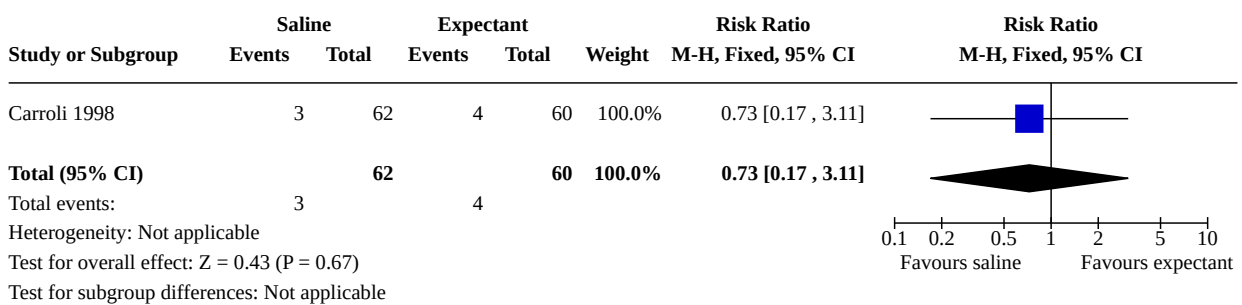 Saline Expectant Risk Ratio Risk Ratio
Study or Subgroup Events Total Events Total Weight M-H, Fixed, 95% CI M-H, Fixed, 95% CI
Carroli 1998 3 62 4 60 100.0% 0.73 [0.17 , 3.11]
Total (95% CI) 62 60 100.0% 0.73 [0.17 , 3.11]
Total events: 3 4
Heterogeneity: Not applicable
0.1 0.2 0.5 1 2 5 10
Test for overall effect: Z = 0.43 (P = 0.67) Favours saline Favours expectant
Test for subgroup differences: Not applicable